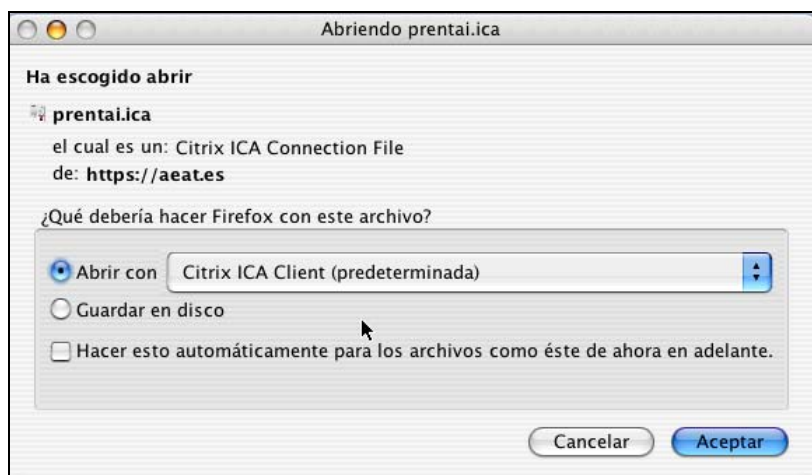 Abriendo prentai.ica
Ha escogido abrir
prentai.ica
el cual es un: Citrix ICA Connection File
de: https://aeat.es
¿Qué debería hacer Firefox con este archivo?
Abrir con Citrix ICA Client (predeterminada)
Guardar en disco
Hacer esto automáticamente para los archivos como éste de ahora en adelante.
Cancelar Aceptar